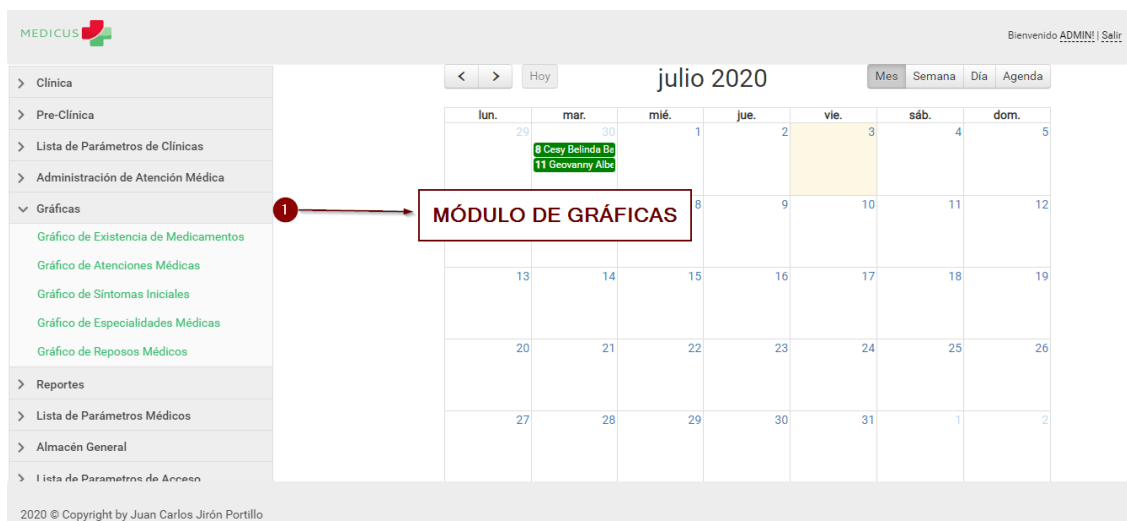 MEDICUS
Bienvenido ADMIN! | Salir
Clínica
Pre-Clínica
Lista de Parámetros de Clínicas
Administración de Atención Médica
Gráficas
Gráfico de Existencia de Medicamentos
Gráfico de Atenciones Médicas
Gráfico de Síntomas Iniciales
Gráfico de Especialidades Médicas
Gráfico de Reposos Médicos
Reportes
Lista de Parámetros Médicos
Almacén General
Lista de Parametros de Acceso
1
MÓDULO DE GRÁFICAS
Hoy
julio 2020
Mes Semana Día Agenda
lun. mar. mié. jue. vie. sáb. dom.
29 30 1 2 3 4 5
8 Cesy Belinda Ba
11 Geovanny Albe
8 9 10 11 12
13 14 15 16 17 18 19
20 21 22 23 24 25 26
27 28 29 30 31 1 2
2020 © Copyright by Juan Carlos Jirón Portillo